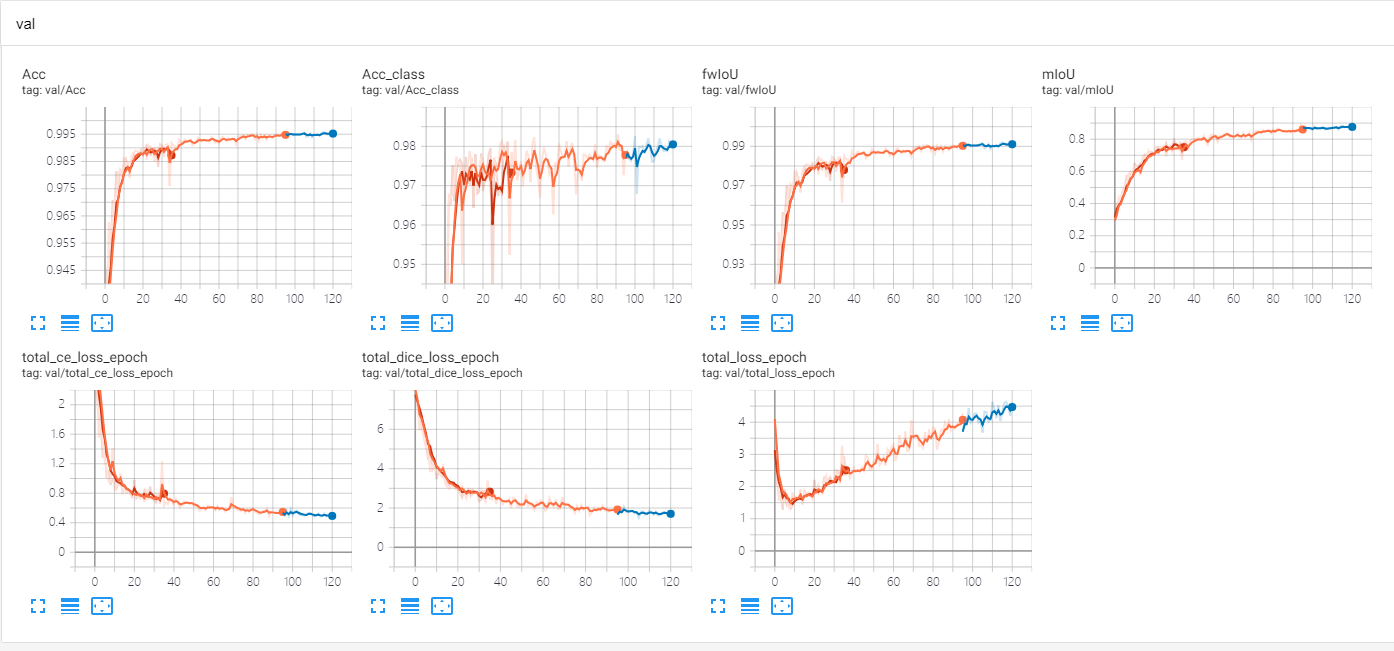 val
Acc
tag: val/Acc
0.995
0.985
0.975
0.965
0.955
0.945
0 20 40 60 80 100 120
Acc_class
tag: val/Acc_class
0.98
0.97
0.96
0.95
0 20 40 60 80 100 120
fwIoU
tag: val/fwIoU
0.99
0.97
0.95
0.93
0 20 40 60 80 100 120
mIoU
tag: val/mIoU
0.8
0.6
0.4
0.2
0
0 20 40 60 80 100 120
total_ce_loss_epoch
tag: val/total_ce_loss_epoch
2
1.6
1.2
0.8
0.4
0
0 20 40 60 80 100 120
total_dice_loss_epoch
tag: val/total_dice_loss_epoch
6
4
2
0
0 20 40 60 80 100 120
total_loss_epoch
tag: val/total_loss_epoch
4
3
2
1
0
0 20 40 60 80 100 120